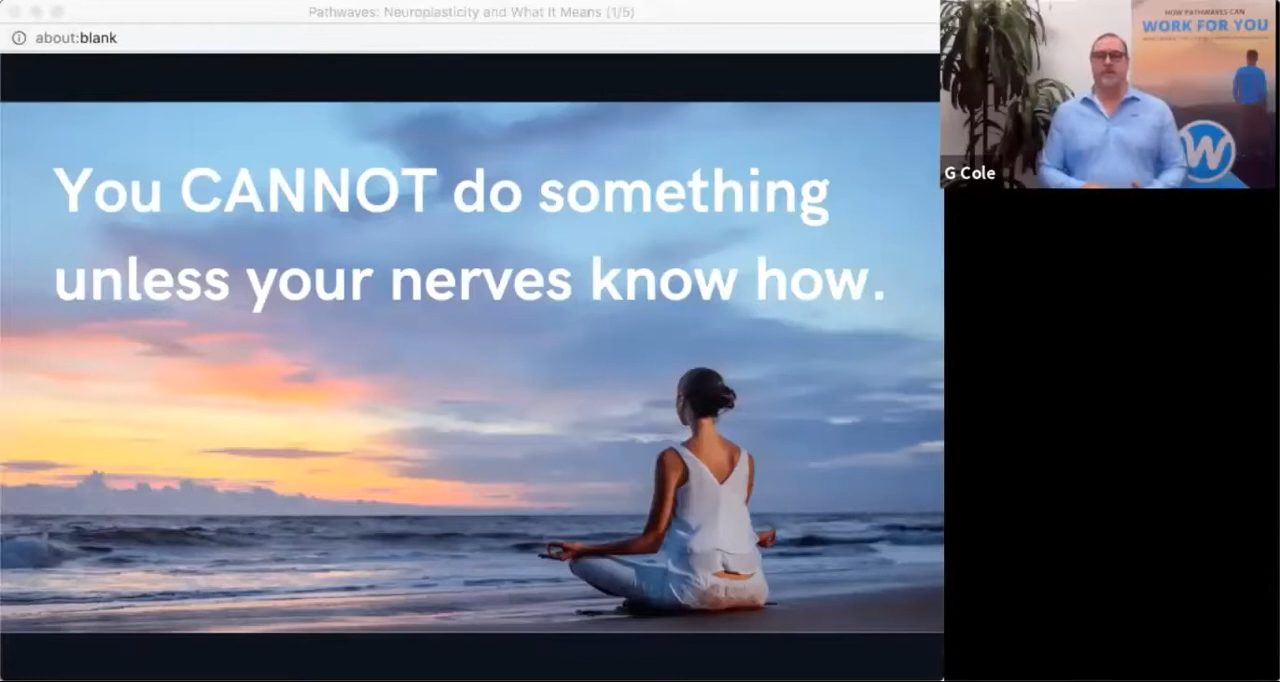 Pathwaves: Neuroplasticity and What It Means (1/5)
about:blank
You CANNOT do something
unless your nerves know how.
HOW PATHWAVES CAN
WORK FOR YOU
W
G Cole